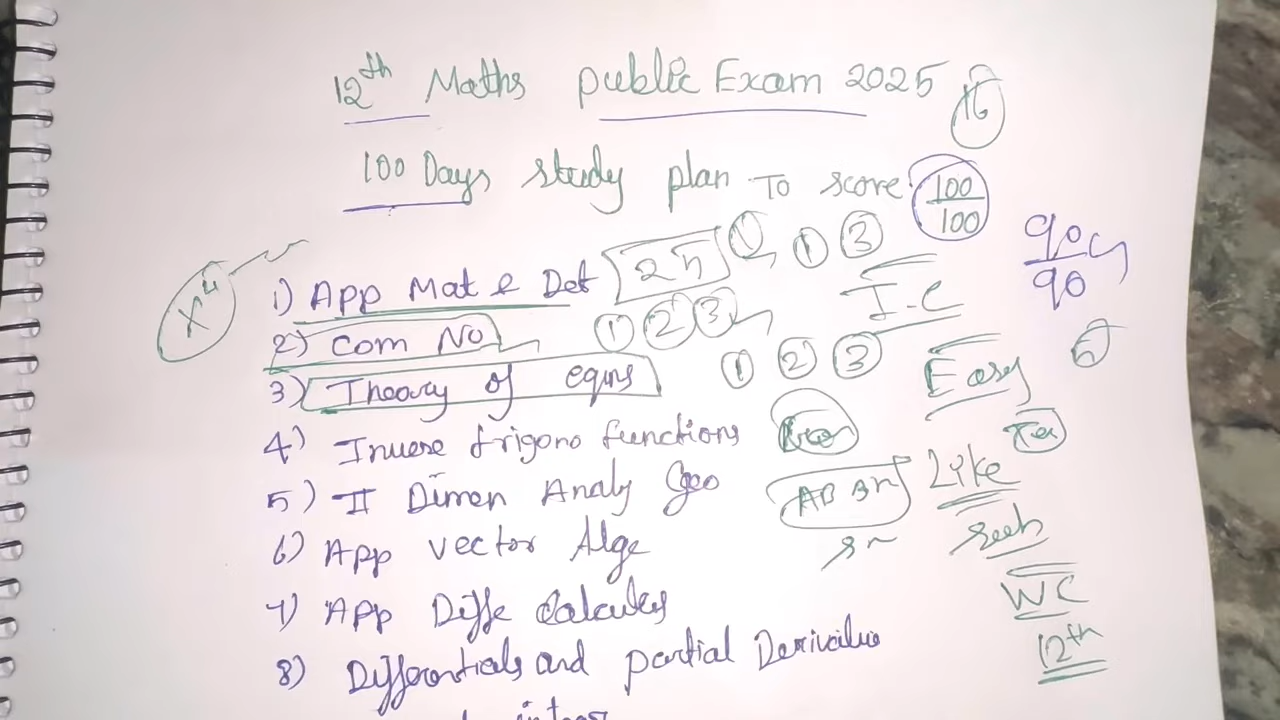 12th Maths public Exam 2025
16
100 Days study plan To score 100/100
90/90
x4
1) App Mat & Det 25 1 1 3
I.C
2) com No 1 2 3
3) Theory of eqns 1 2 3
Easy 5
4) Inverse trigono functions
5) II Dimen Analy Geo
Like
6) App vector Alge
7) App Diffe calculus
WC
8) Differentials and partial Derivative
12th